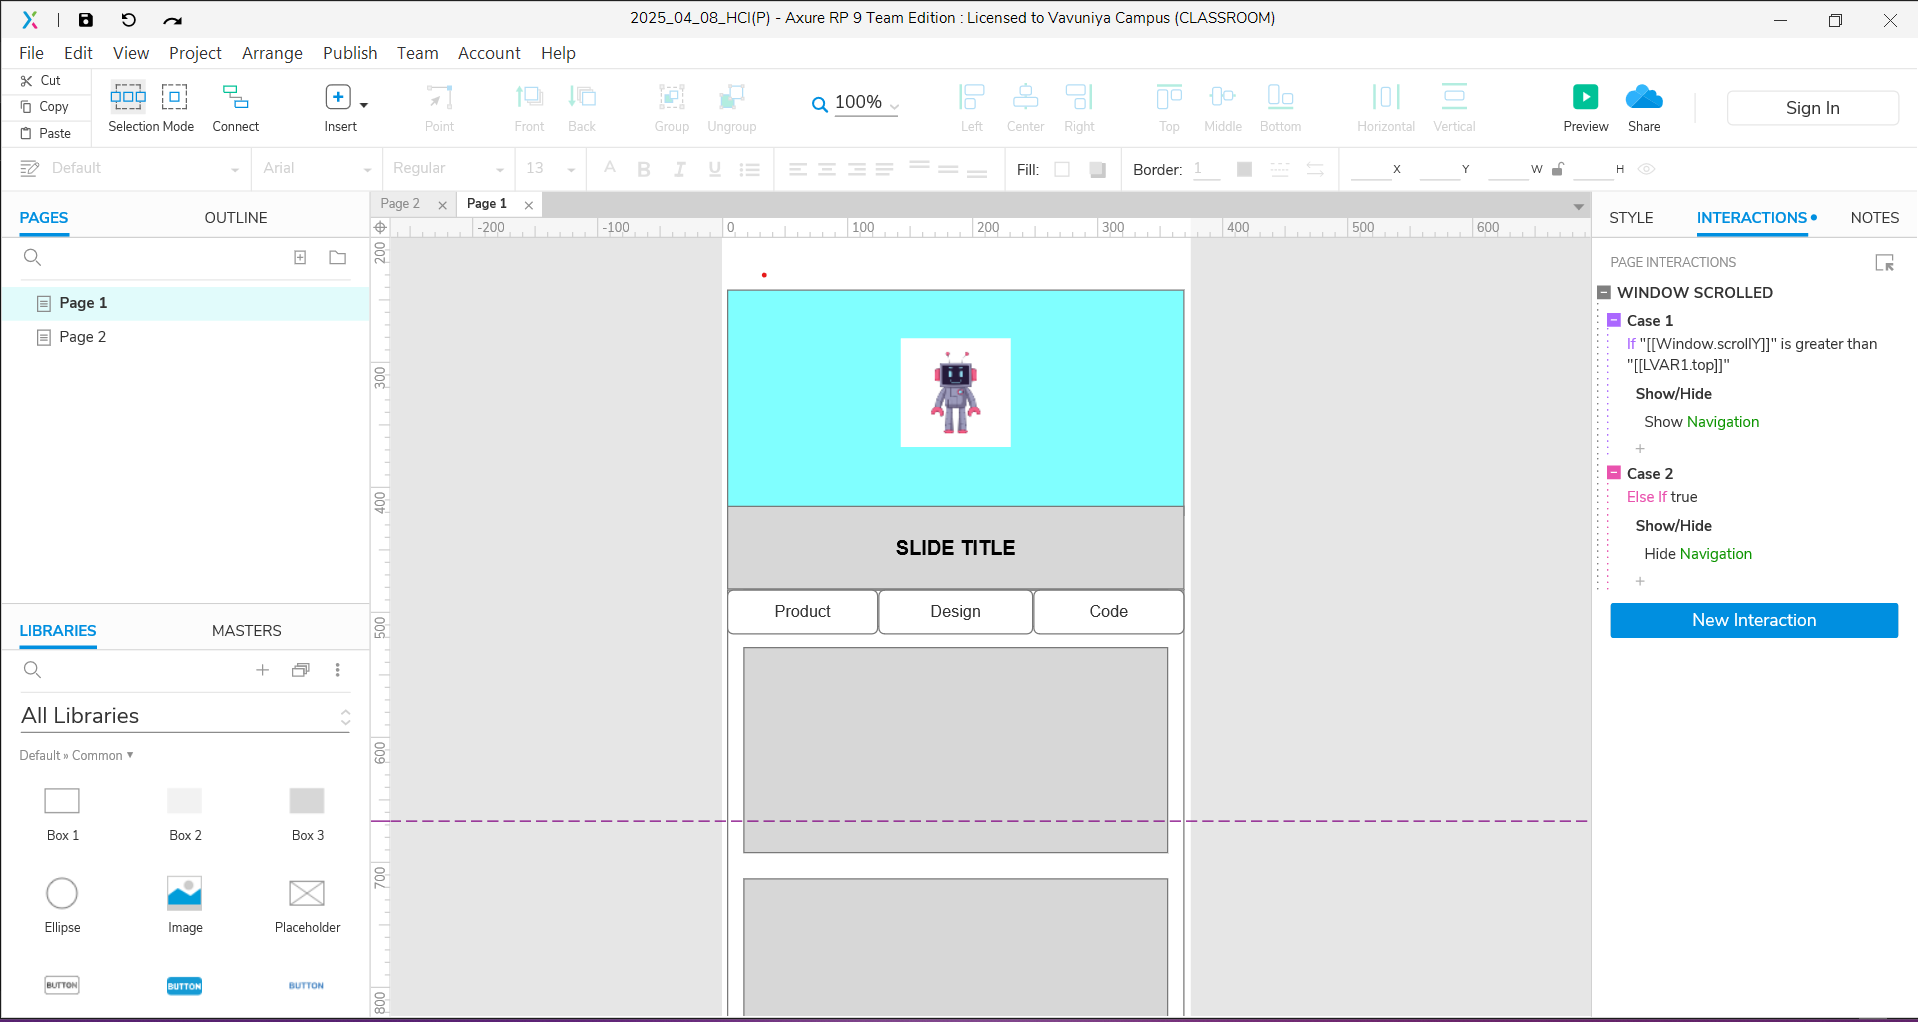 2025_04_08_HCI(P) - Axure RP 9 Team Edition : Licensed to Vavuniya Campus (CLASSROOM)
File Edit View Project Arrange Publish Team Account Help
Cut
Copy
Paste
Selection Mode Connect Insert Point Front Back Group Ungroup 100% Left Center Right Top Middle Bottom Horizontal Vertical Preview Share Sign In
Default Arial Regular 13 A B I U Fill: Border: 1 X Y W H
PAGES OUTLINE
Page 1
Page 2
LIBRARIES MASTERS
All Libraries
Default » Common
Box 1 Box 2 Box 3
Ellipse Image Placeholder
BUTTON BUTTON BUTTON
Page 2 Page 1
-200 -100 0 100 200 300 400 500 600
200
300
400
500
600
700
800
SLIDE TITLE
Product Design Code
STYLE INTERACTIONS NOTES
PAGE INTERACTIONS
WINDOW SCROLLED
Case 1
If "[[Window.scrollY]]" is greater than
"[[LVAR1.top]]"
Show/Hide
Show Navigation
Case 2
Else If true
Show/Hide
Hide Navigation
New Interaction